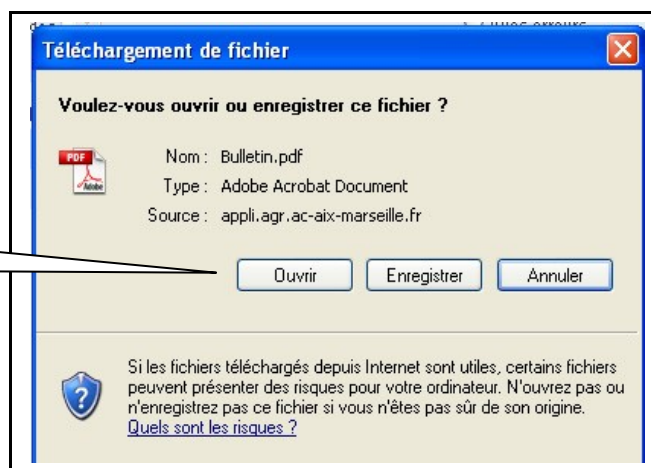 Téléchargement de fichier
Voulez-vous ouvrir ou enregistrer ce fichier ?
PDF
Adobe
Nom : Bulletin.pdf
Type : Adobe Acrobat Document
Source : appli.agr.ac-aix-marseille.fr
Ouvrir Enregistrer Annuler
Si les fichiers téléchargés depuis Internet sont utiles, certains fichiers
peuvent présenter des risques pour votre ordinateur. N'ouvrez pas ou
n'enregistrez pas ce fichier si vous n'êtes pas sûr de son origine.
Quels sont les risques ?